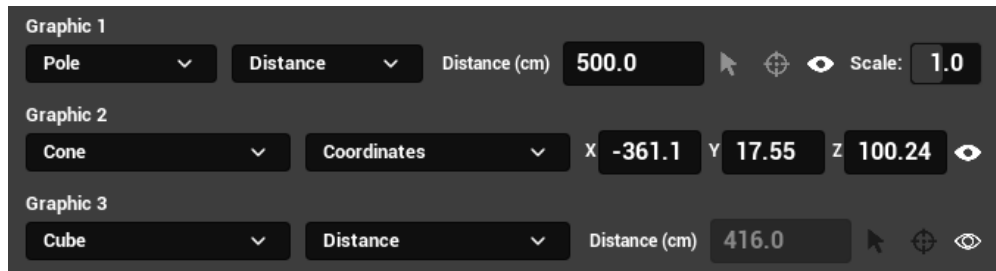 Graphic 1
Pole Distance Distance (cm) 500.0 Scale: 1.0
Graphic 2
Cone Coordinates X -361.1 Y 17.55 Z 100.24
Graphic 3
Cube Distance Distance (cm) 416.0